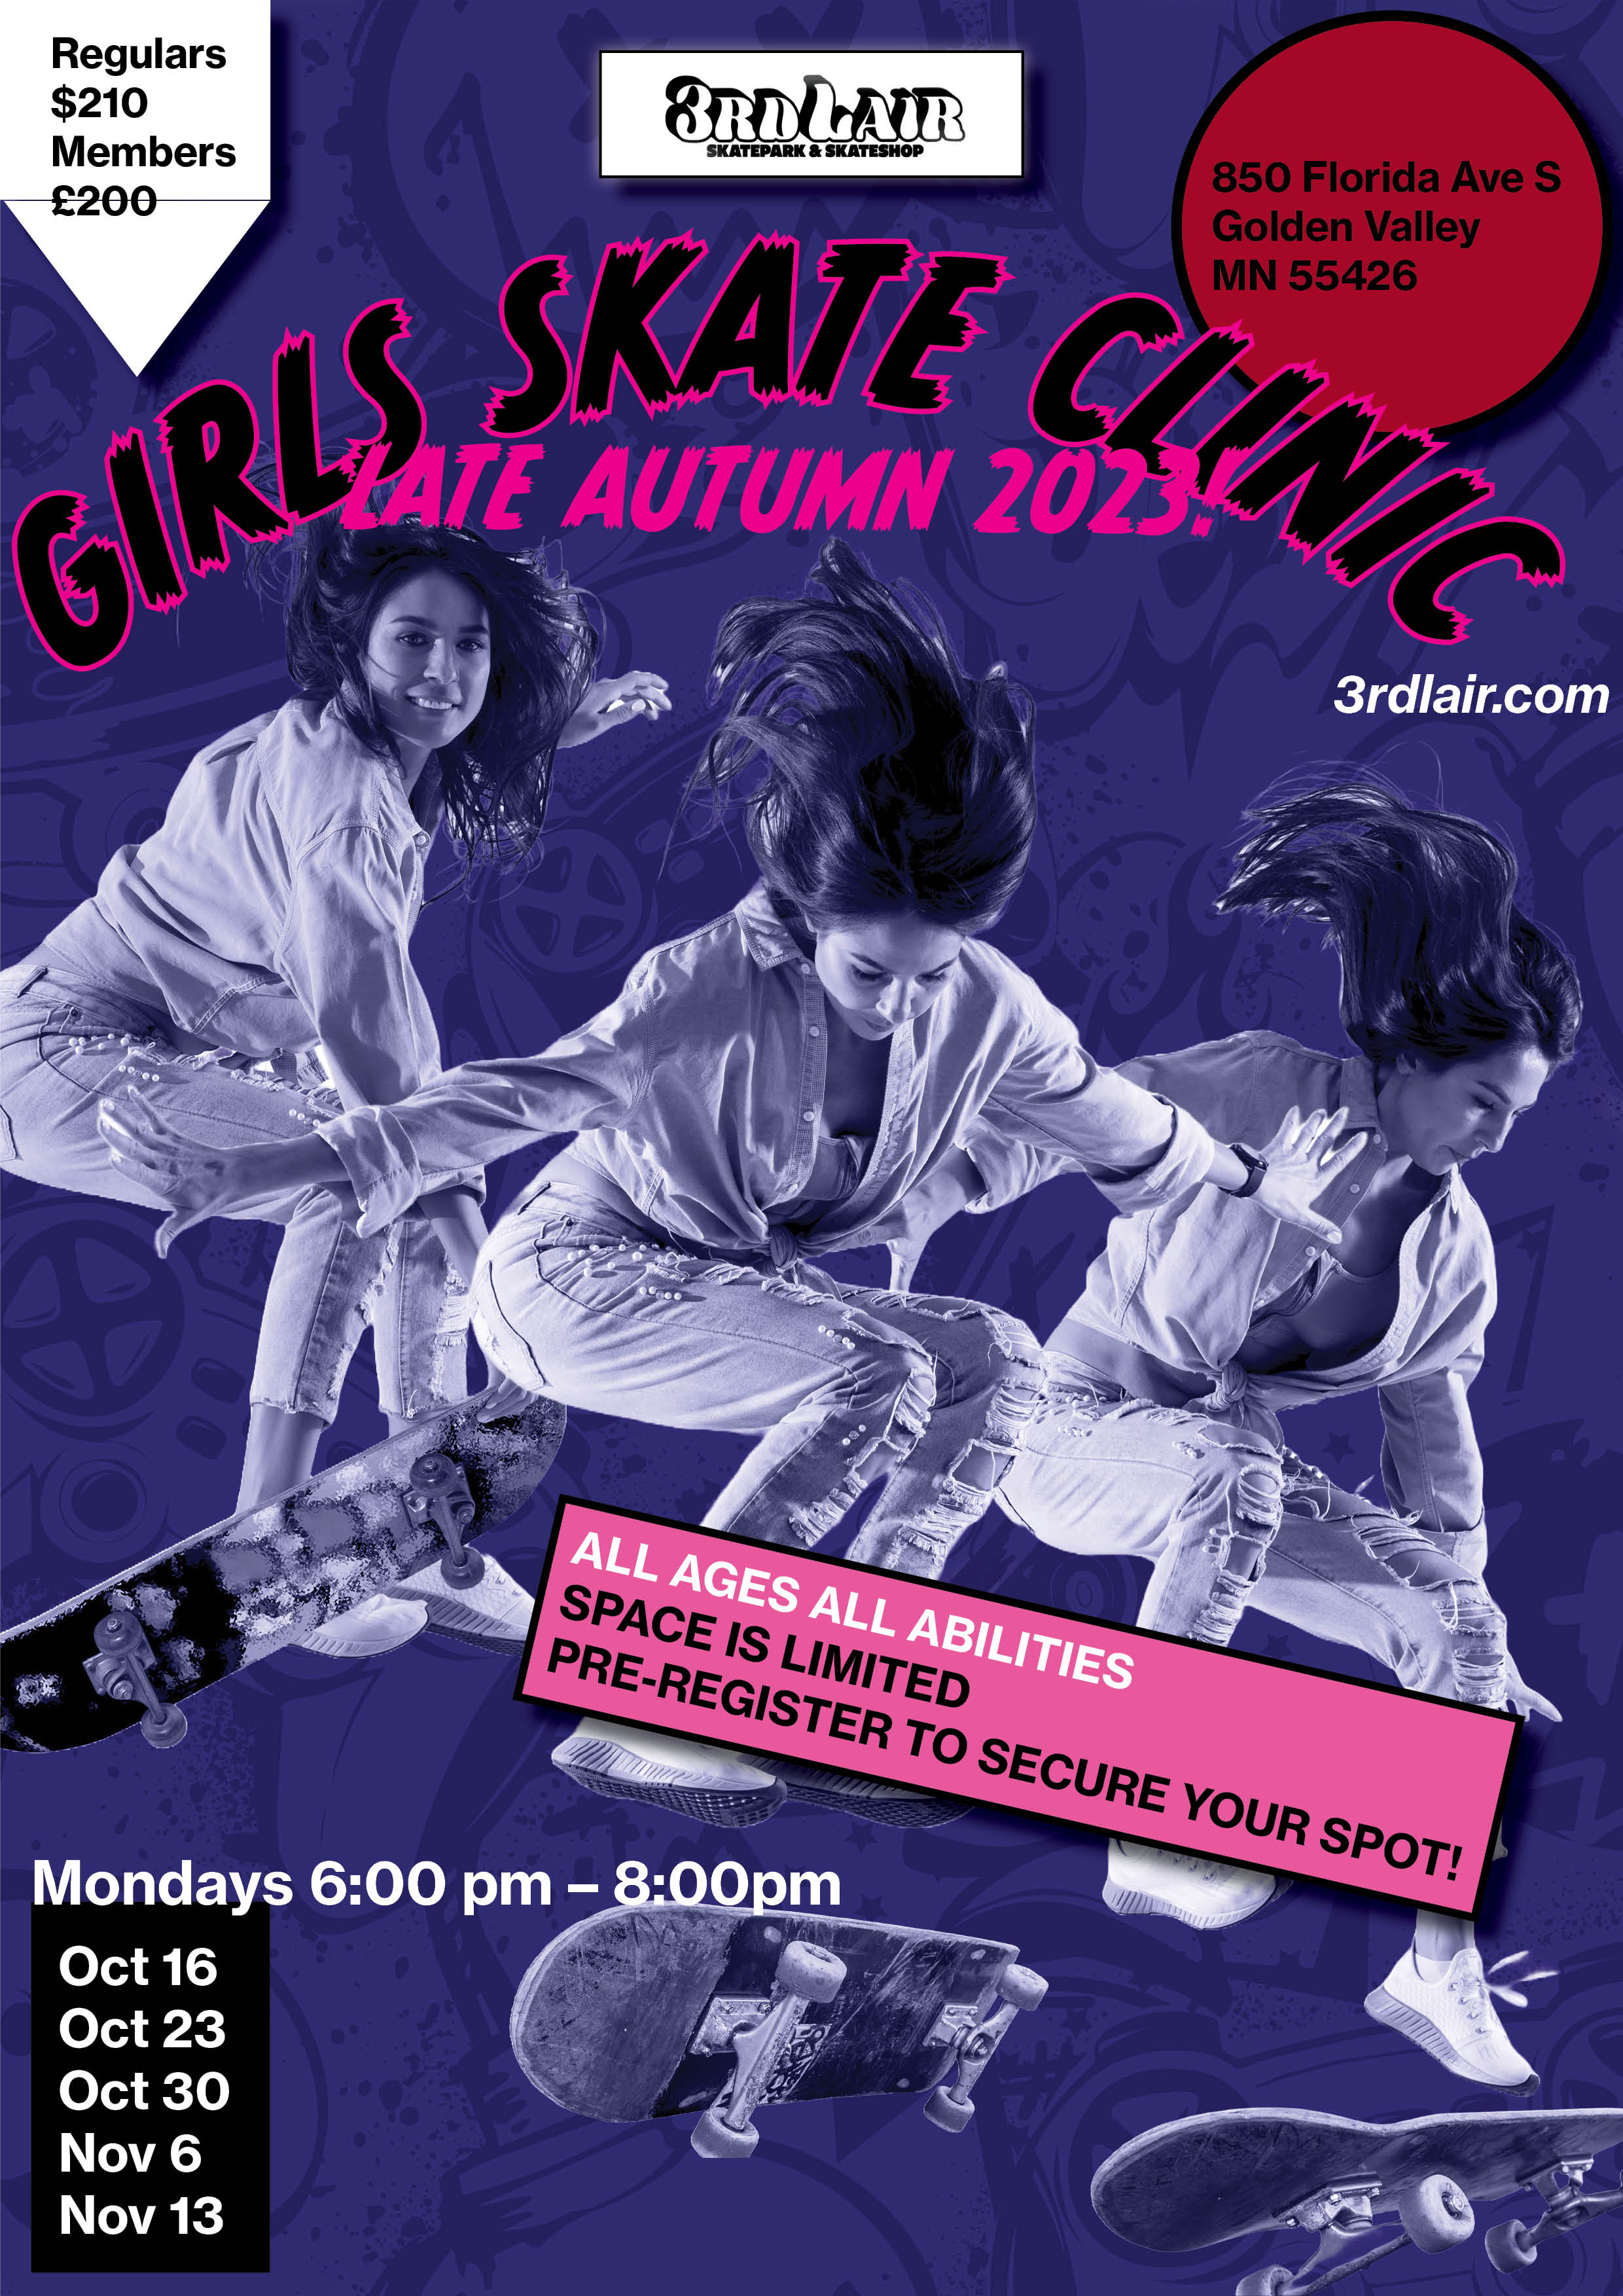 Regulars
$210
Members
£200
3RD LAIR
SKATEPARK & SKATESHOP
850 Florida Ave S
Golden Valley
MN 55426
GIRLS SKATE CLINIC
LATE AUTUMN 2023!
3rdlair.com
ALL AGES ALL ABILITIES
SPACE IS LIMITED
PRE-REGISTER TO SECURE YOUR SPOT!
Mondays 6:00 pm – 8:00pm
Oct 16
Oct 23
Oct 30
Nov 6
Nov 13